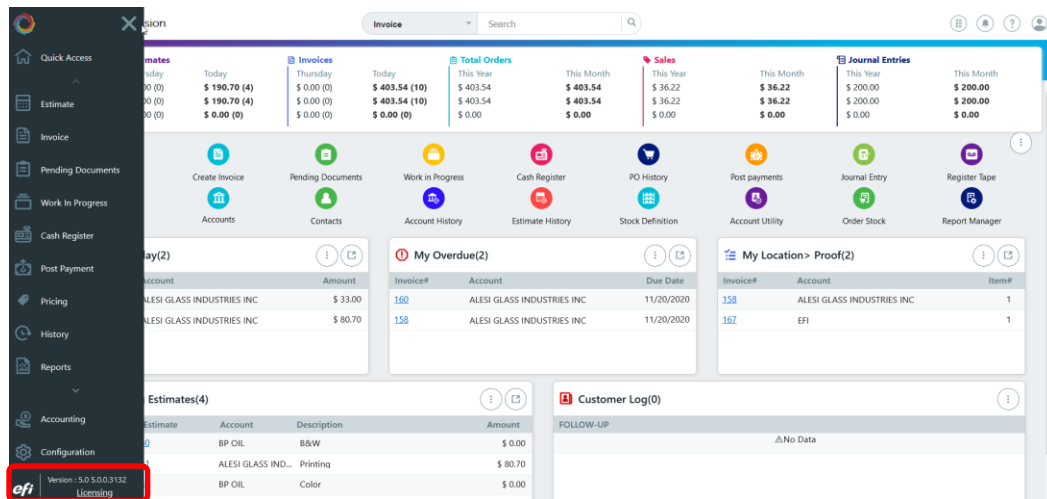 sion
Invoice
Search
Quick Access
Estimate
Invoice
Pending Documents
Work In Progress
Cash Register
Post Payment
Pricing
History
Reports
Accounting
Configuration
Version : 5.0 5.0.0.3132
efi
Licensing
mates Invoices Total Orders Sales Journal Entries
rsday Today Thursday Today This Year This Month This Year This Month This Year This Month
00 (0) $ 190.70 (4) $ 0.00 (0) $ 403.54 (10) $ 403.54 $ 403.54 $ 36.22 $ 36.22 $ 200.00 $ 200.00
00 (0) $ 190.70 (4) $ 0.00 (0) $ 403.54 (10) $ 403.54 $ 403.54 $ 36.22 $ 36.22 $ 200.00 $ 200.00
00 (0) $ 0.00 (0) $ 0.00 (0) $ 0.00 (0) $ 0.00 $ 0.00 $ 0.00 $ 0.00 $ 0.00 $ 0.00
Create Invoice Pending Documents Work in Progress Cash Register PO History Post payments Journal Entry Register Tape
Accounts Contacts Account History Estimate History Stock Definition Account Utility Order Stock Report Manager
lay(2)
Account Amount
ALESI GLASS INDUSTRIES INC $ 33.00
ALESI GLASS INDUSTRIES INC $ 80.70
My Overdue(2)
Invoice# Account Due Date
160 ALESI GLASS INDUSTRIES INC 11/20/2020
158 ALESI GLASS INDUSTRIES INC 11/20/2020
My Location> Proof(2)
Invoice# Account Item#
158 ALESI GLASS INDUSTRIES INC 1
167 EFI 1
Estimates(4)
Estimate Account Description Amount
0 BP OIL B&W $ 0.00
1 ALESI GLASS IND... Printing $ 80.70
BP OIL Color $ 0.00
Customer Log(0)
FOLLOW-UP
No Data